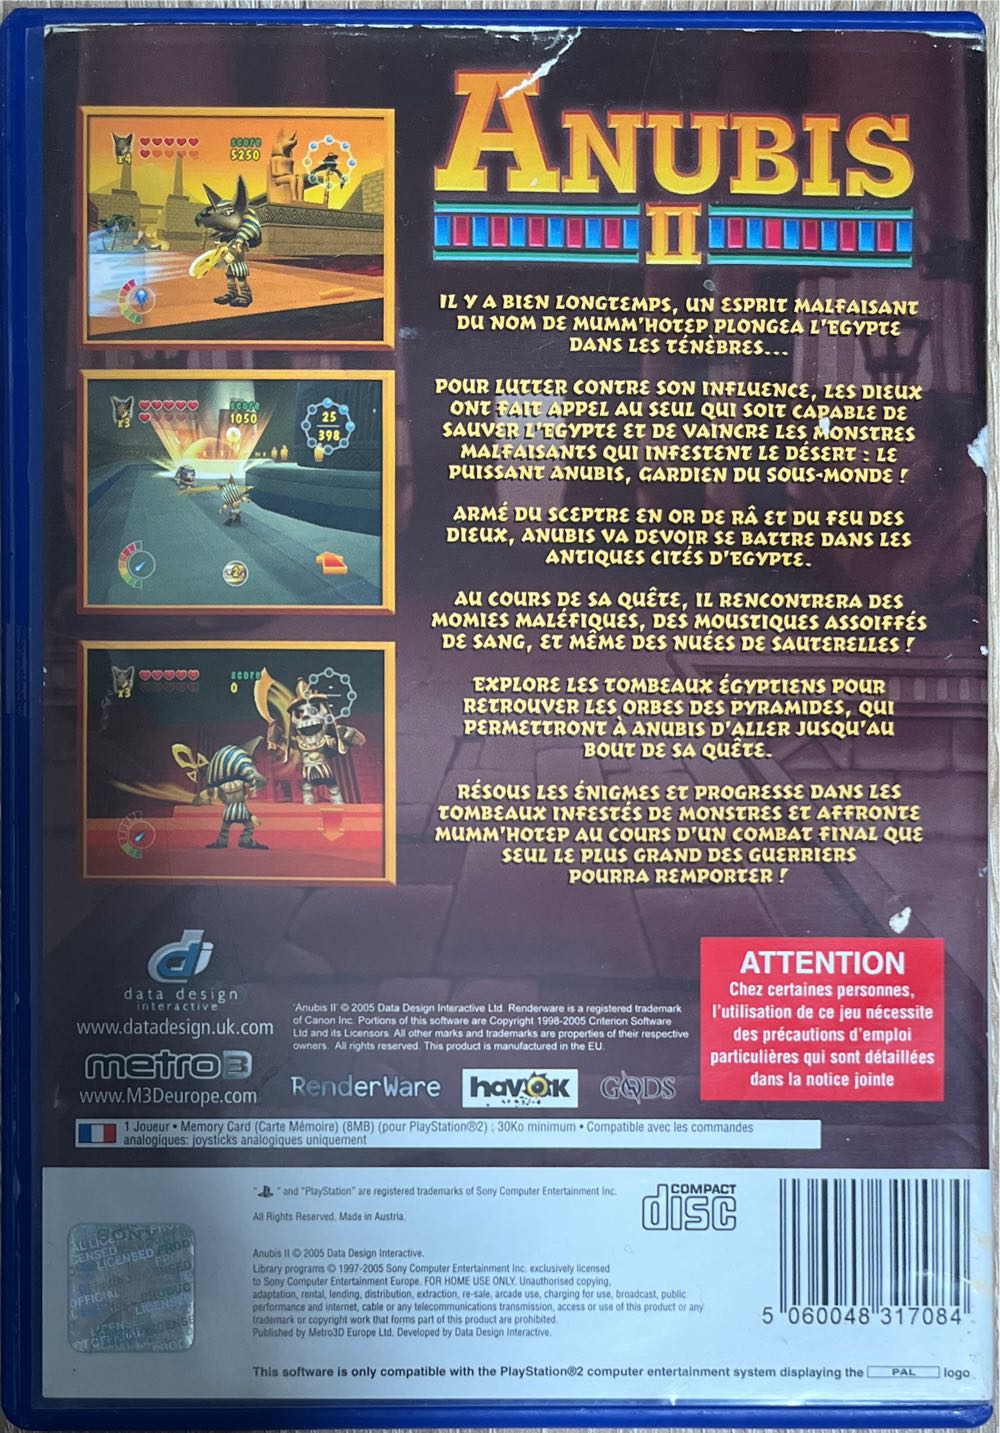 ANUBIS
II
IL Y A BIEN LONGTEMPS, UN ESPRIT MALFAISANT
DU NOM DE MUMM'HOTEP PLONGEA L'EGYPTE
DANS LES TÉNÈBRES...
POUR LUTTER CONTRE SON INFLUENCE, LES DIEUX
ONT FAIT APPEL AU SEUL QUI SOIT CAPABLE DE
SAUVER L'EGYPTE ET DE VAINCRE LES MONSTRES
MALFAISANTS QUI INFESTENT LE DÉSERT : LE
PUISSANT ANUBIS, GARDIEN DU SOUS-MONDE !
ARMÉ DU SCEPTRE EN OR DE RÂ ET DU FEU DES
DIEUX, ANUBIS VA DEVOIR SE BATTRE DANS LES
ANTIQUES CITÉS D'EGYPTE.
AU COURS DE SA QUÊTE, IL RENCONTRERA DES
MOMIES MALÉFIQUES, DES MOUSTIQUES ASSOIFFÉS
DE SANG, ET MÊME DES NUÉES DE SAUTERELLES !
EXPLORE LES TOMBEAUX ÉGYPTIENS POUR
RETROUVER LES ORBES DES PYRAMIDES, QUI
PERMETTRONT À ANUBIS D'ALLER JUSQU'AU
BOUT DE SA QUÊTE.
RÉSOUS LES ÉNIGMES ET PROGRESSE DANS LES
TOMBEAUX INFESTÉS DE MONSTRES ET AFFRONTE
MUMM'HOTEP AU COURS D'UN COMBAT FINAL QUE
SEUL LE PLUS GRAND DES GUERRIERS
POURRA REMPORTER !
score
x4 5250
score
x3 1050
25
398
2
score
x3 0
di
data design
interactive
www.datadesign.uk.com
metro3
www.M3Deurope.com
'Anubis II' © 2005 Data Design Interactive Ltd. Renderware is a registered trademark
of Canon Inc. Portions of this software are Copyright 1998-2005 Criterion Software
Ltd and its Licensors. All other marks and trademarks are properties of their respective
owners. All rights reserved. This product is manufactured in the EU.
RenderWare havok GODS
ATTENTION
Chez certaines personnes,
l'utilisation de ce jeu nécessite
des précautions d'emploi
particulières qui sont détaillées
dans la notice jointe
1 Joueur • Memory Card (Carte Mémoire) (8MB) (pour PlayStation®2) : 30Ko minimum • Compatible avec les commandes
analogiques: joysticks analogiques uniquement
" " and "PlayStation" are registered trademarks of Sony Computer Entertainment Inc.
All Rights Reserved. Made in Austria.
COMPACT
disc
Anubis II © 2005 Data Design Interactive.
Library programs © 1997-2005 Sony Computer Entertainment Inc. exclusively licensed
to Sony Computer Entertainment Europe. FOR HOME USE ONLY. Unauthorised copying,
adaptation, rental, lending, distribution, extraction, re-sale, arcade use, charging for use, broadcast, public
performance and internet, cable or any telecommunications transmission, access or use of this product or any
trademark or copyright work that forms part of this product are prohibited.
Published by Metro3D Europe Ltd. Developed by Data Design Interactive.
5 060048 317084
SONY
LICENSED PROD
OFFICIAL
This software is only compatible with the PlayStation®2 computer entertainment system displaying the PAL logo.